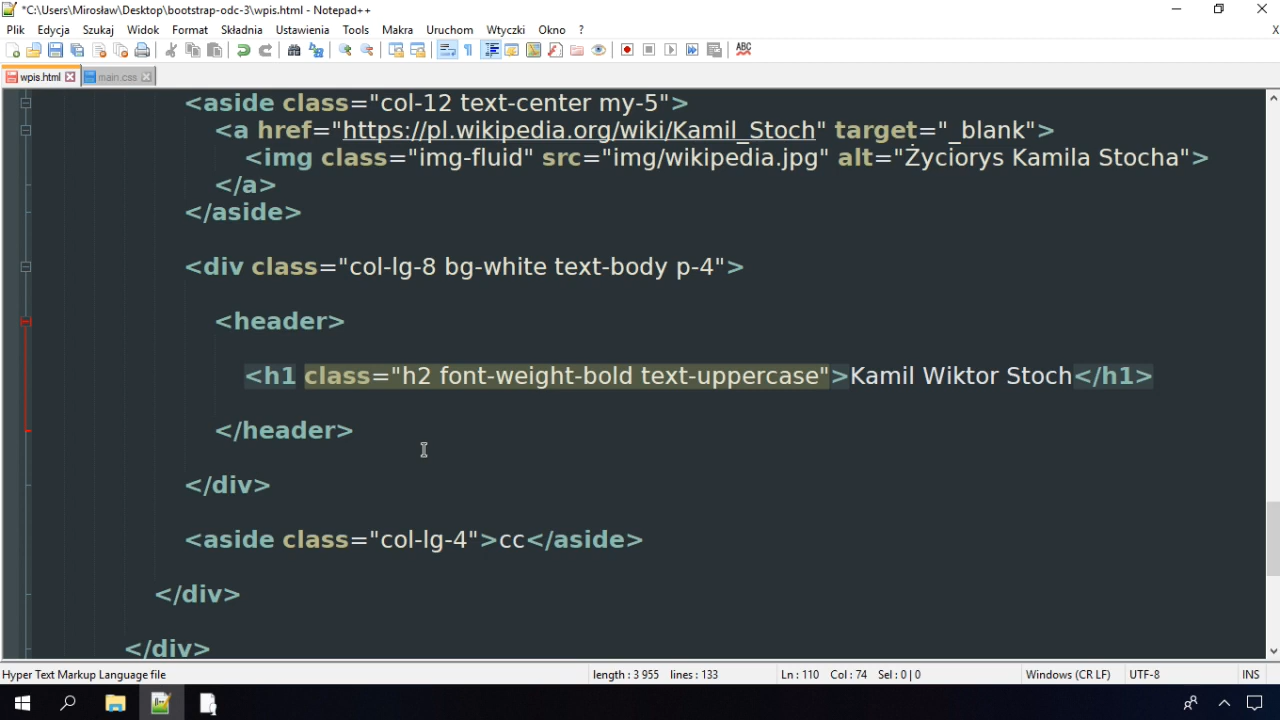 *C:\Users\Mirosław\Desktop\bootstrap-odc-3\wpis.html - Notepad++
Plik Edycja Szukaj Widok Format Składnia Ustawienia Tools Makra Uruchom Wtyczki Okno ? X
ABC
wpis.html main.css
<aside class="col-12 text-center my-5">
<a href="https://pl.wikipedia.org/wiki/Kamil_Stoch" target="_blank">
<img class="img-fluid" src="img/wikipedia.jpg" alt="Życiorys Kamila Stocha">
</a>
</aside>
<div class="col-lg-8 bg-white text-body p-4">
<header>
<h1 class="h2 font-weight-bold text-uppercase">Kamil Wiktor Stoch</h1>
</header>
</div>
<aside class="col-lg-4">cc</aside>
</div>
</div>
Hyper Text Markup Language file length : 3 955 lines : 133 Ln : 110 Col : 74 Sel : 0 | 0 Windows (CR LF) UTF-8 INS